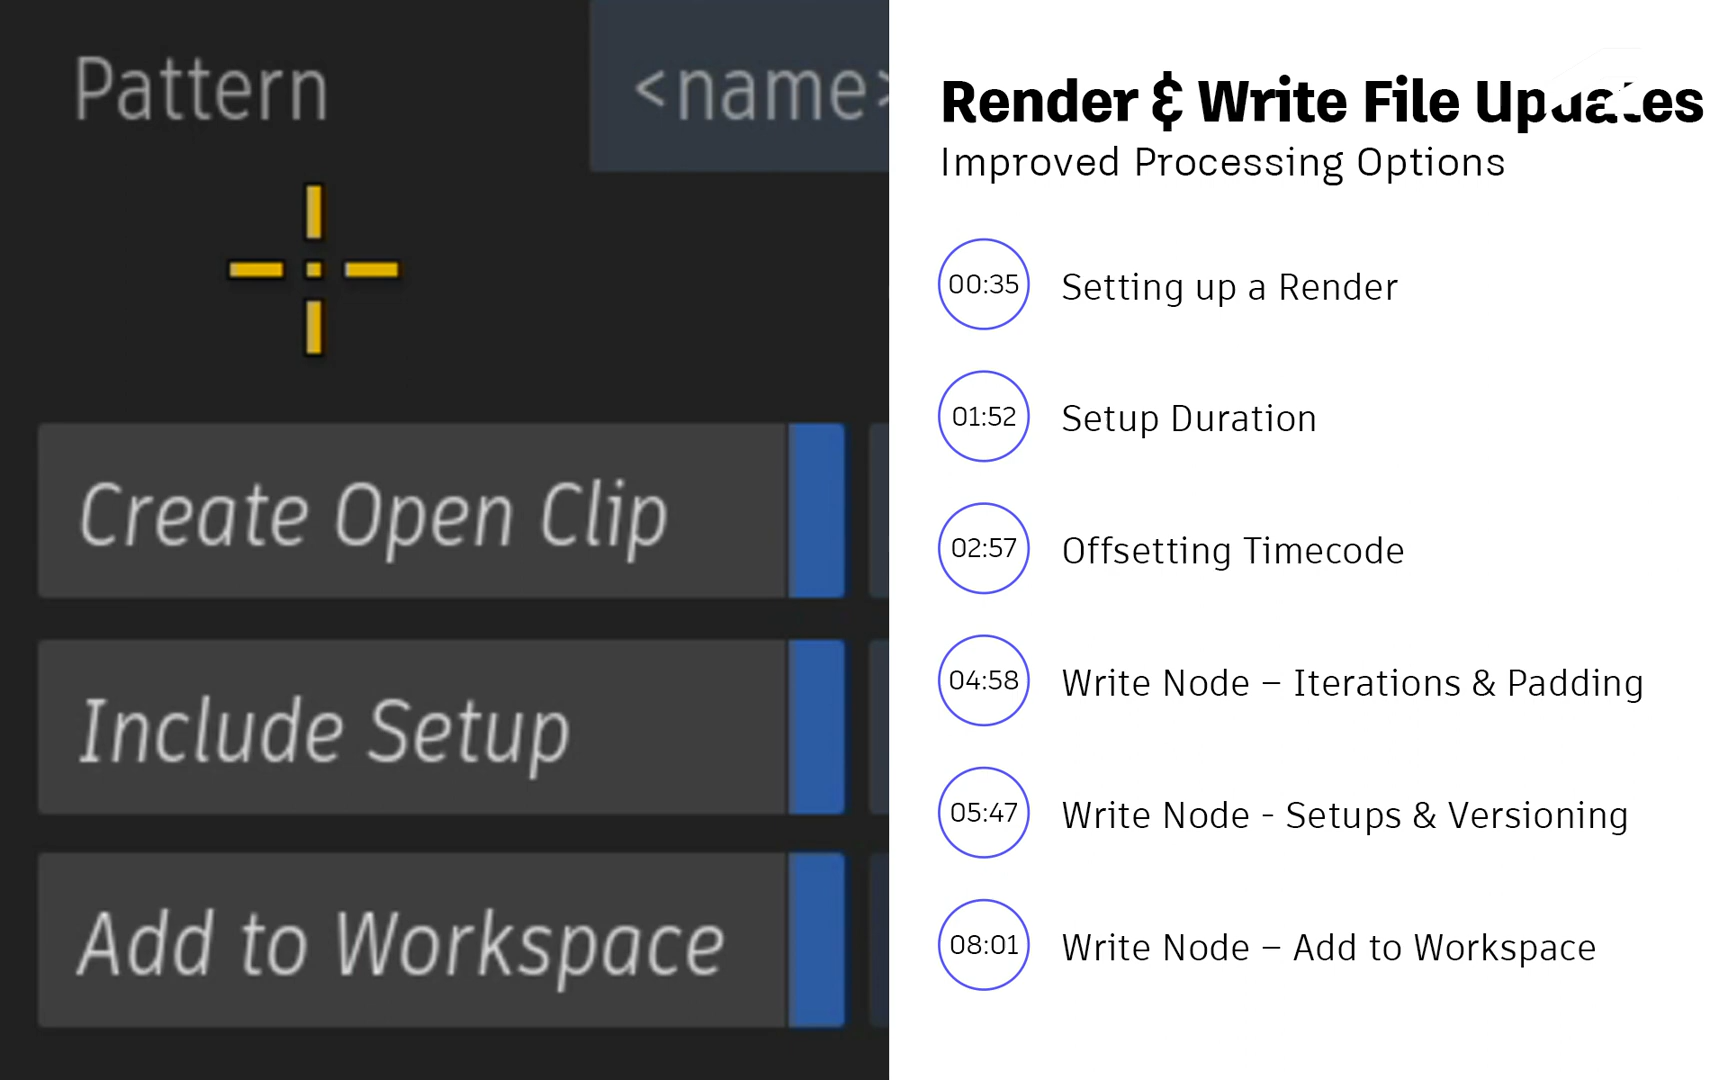 Pattern
<name>
Create Open Clip
Include Setup
Add to Workspace
Render & Write File Updates
Improved Processing Options
00:35 Setting up a Render
01:52 Setup Duration
02:57 Offsetting Timecode
04:58 Write Node – Iterations & Padding
05:47 Write Node - Setups & Versioning
08:01 Write Node – Add to Workspace